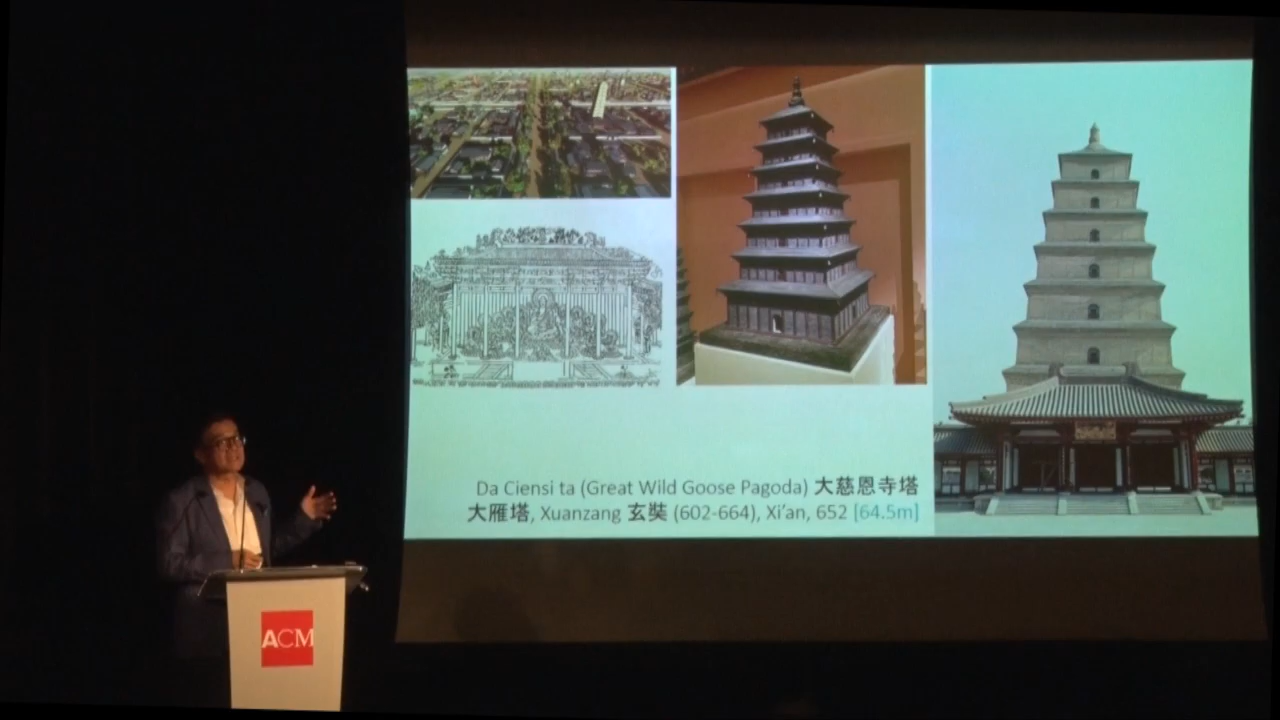 Da Ciensi ta (Great Wild Goose Pagoda) 大慈恩寺塔
大雁塔, Xuanzang 玄奘 (602-664), Xi'an, 652 [64.5m]
ACM